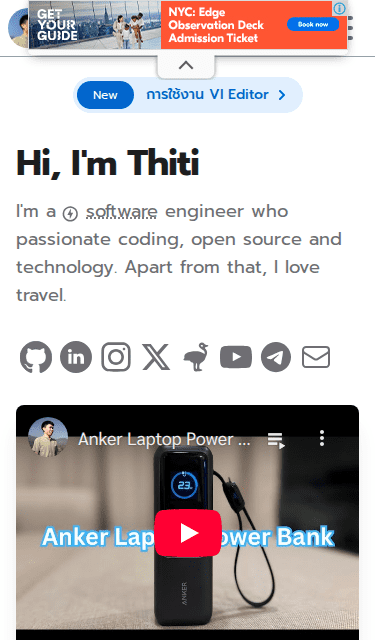 GET
YOUR
GUIDE
NYC: Edge
Observation Deck
Admission Ticket
Book now
New
การใช้งาน VI Editor
Hi, I'm Thiti
I'm a software engineer who
passionate coding, open source and
technology. Apart from that, I love
travel.
Anker Laptop Power ...
23
Anker Lap ower Bank
ANKER